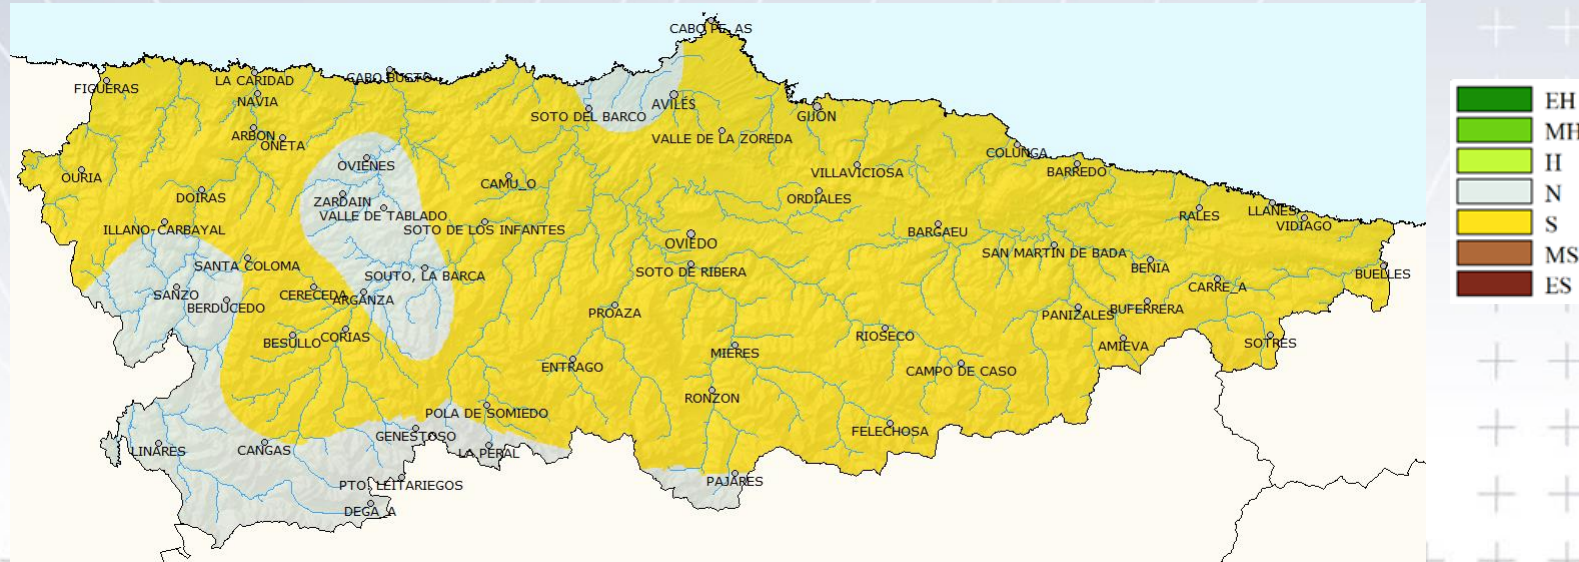 CABO PE_AS
FIGUERAS
LA CARIDAD
CABO BUSTO
NAVIA
SOTO DEL BARCO
AVILÉS
GIJON
ARBON
ONETA
VALLE DE LA ZOREDA
COLUNGA
OURIA
OVIENES
VILLAVICIOSA
BARREDO
DOIRAS
ZARDAIN
CAMU_O
ORDIALES
VALLE DE TABLADO
RALES
LLANES
ILLANO-CARBAYAL
SOTO DE LOS INFANTES
BARGAEU
VIDIAGO
OVIEDO
SAN MARTIN DE BADA
SANTA COLOMA
SOUTO, LA BARCA
SOTO DE RIBERA
BENIA
BUELLES
SANZO
CERECEDA
ARGANZA
CARRE_A
BERDUCEDO
PROAZA
PANIZALES
BUFERRERA
BESULLO
CORIAS
RIOSECO
AMIEVA
SOTRES
MIERES
ENTRAGO
CAMPO DE CASO
RONZON
POLA DE SOMIEDO
FELECHOSA
GENESTOSO
LINARES
CANGAS
LA PERAL
PTO. LEITARIEGOS
PAJARES
DEGA_A
EH
MH
H
N
S
MS
ES